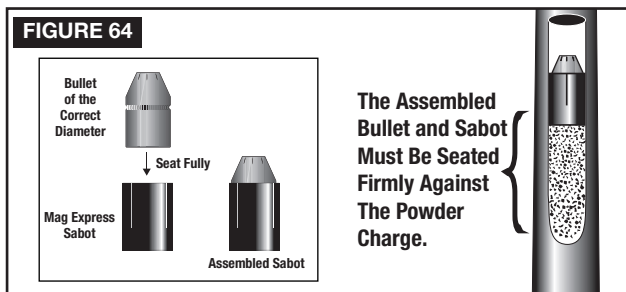 FIGURE 64
Bullet
of the
Correct
Diameter
Seat Fully
Mag Express
Sabot
Assembled Sabot
The Assembled
Bullet and Sabot
Must Be Seated
Firmly Against
The Powder
Charge.